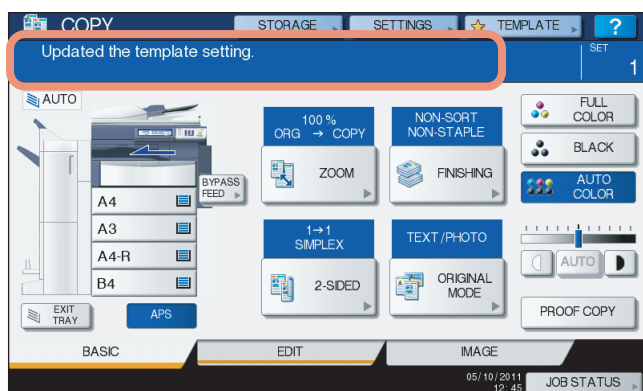 COPY
STORAGE
SETTINGS
TEMPLATE
?
Updated the template setting.
SET
1
AUTO
100 %
ORG → COPY
ZOOM
NON-SORT
NON-STAPLE
FINISHING
FULL
COLOR
BLACK
AUTO
COLOR
BYPASS
FEED
A4
A3
A4-R
B4
1→1
SIMPLEX
2-SIDED
TEXT/PHOTO
ORIGINAL
MODE
AUTO
EXIT
TRAY
APS
PROOF COPY
BASIC
EDIT
IMAGE
05/10/2011
12:45
JOB STATUS